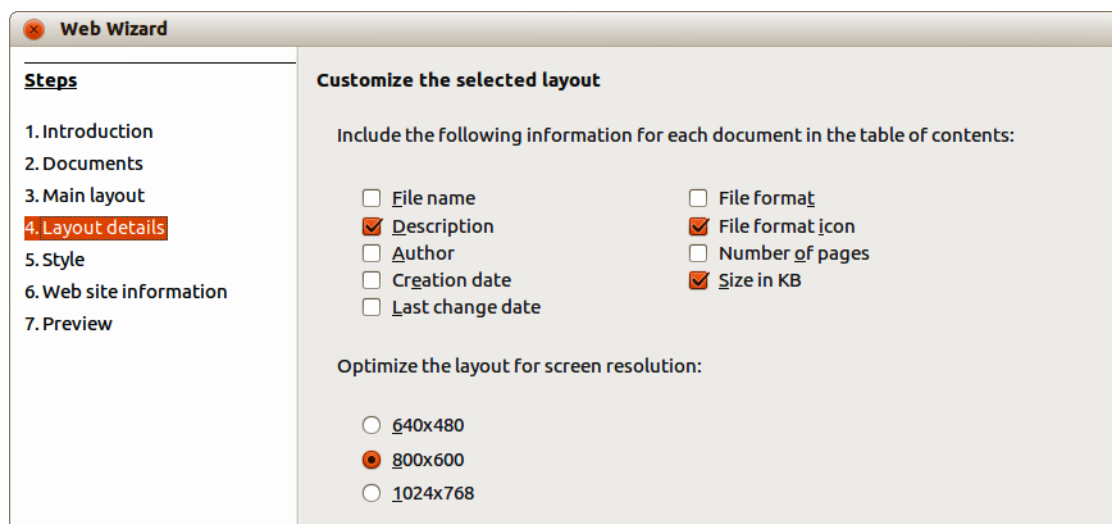 Web Wizard
Steps
1. Introduction
2. Documents
3. Main layout
4. Layout details
5. Style
6. Web site information
7. Preview
Customize the selected layout
Include the following information for each document in the table of contents:
File name
Description
Author
Creation date
Last change date
File format
File format icon
Number of pages
Size in KB
Optimize the layout for screen resolution:
640x480
800x600
1024x768